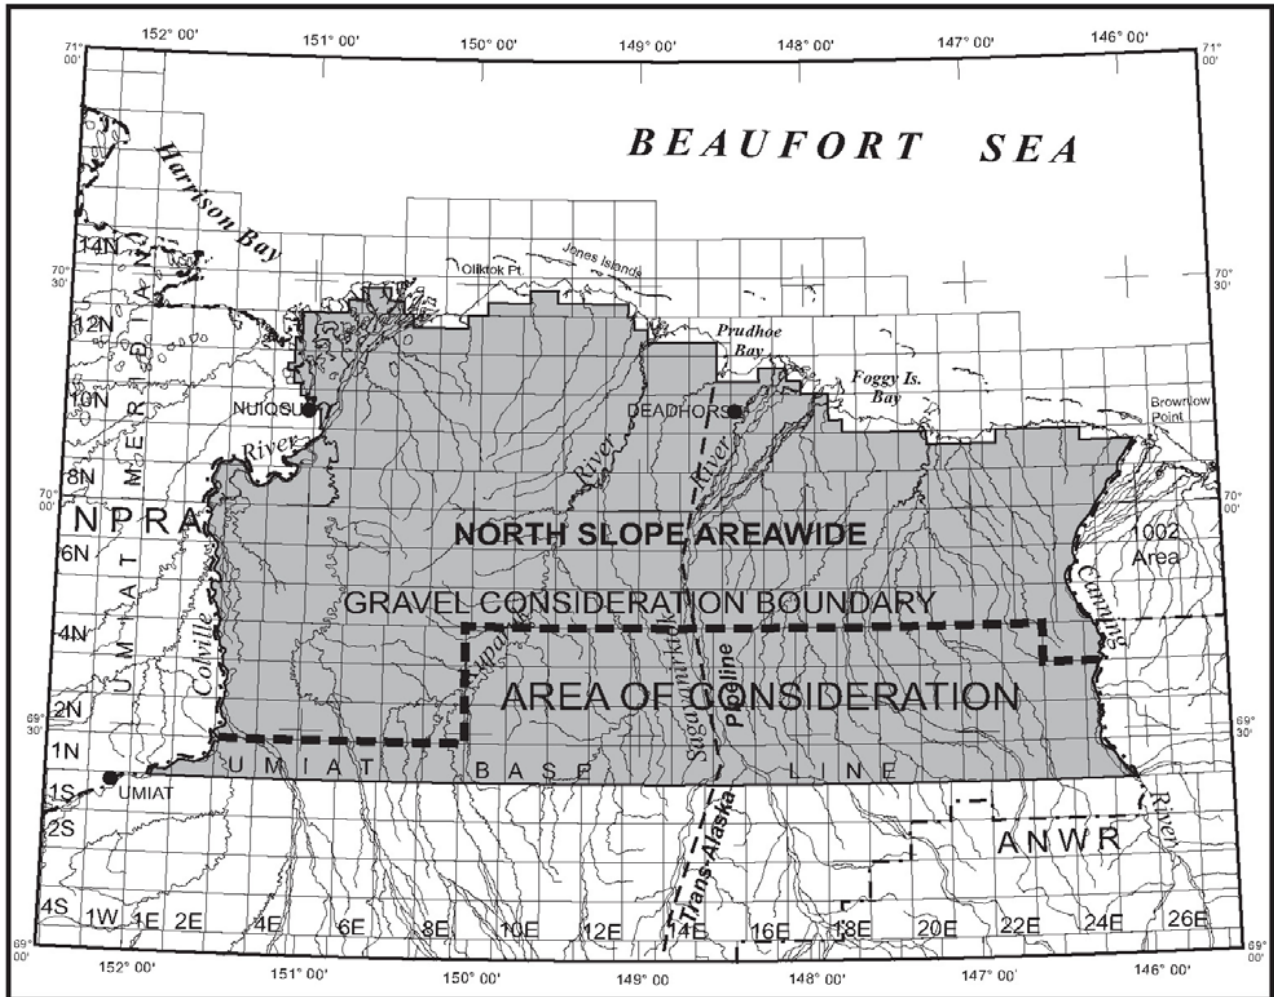 152° 00' 151° 00' 150° 00' 149° 00' 148° 00' 147° 00' 146° 00'
71° 00' 71° 00'
BEAUFORT SEA
Harrison Bay
14N
Jones Islands
Oliktok Pt.
70° 30' 70° 30'
12N
Prudhoe
Bay
Foggy Is.
Bay
10N
NUIQSU
DEADHORS
Brownlow
Point
River
River
River
8N
70° 00' 70° 00'
NPRA
NORTH SLOPE AREAWIDE
1002
Area
6N
UMIAT MERIDIAN
GRAVEL CONSIDERATION BOUNDARY
Canning
4N
Colville
Kuparuk
Sagavanirktok
Pipeline
AREA OF CONSIDERATION
2N
69° 30' 69° 30'
1N
UMIAT BASE LINE
UMIAT
1S
2S
Trans-Alaska
River
ANWR
4S 1W 1E 2E 4E 6E 8E 10E 12E 14E 16E 18E 20E 22E 24E 26E
69° 00' 69° 00'
152° 00' 151° 00' 150° 00' 149° 00' 148° 00' 147° 00' 146° 00'